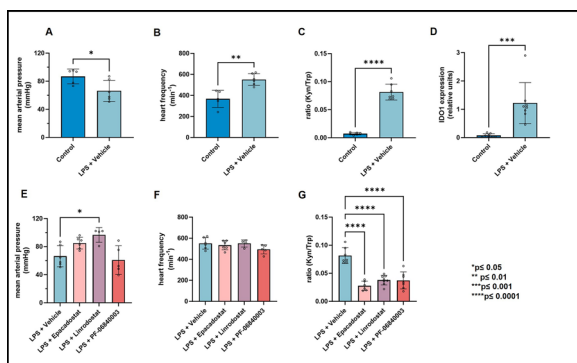 A
B
C
D
*
**
****
***
mean arterial pressure
(mmHg)
120
80
40
0
Control
LPS + Vehicle
heart frequency
(min⁻¹)
800
600
400
200
0
Control
LPS + Vehicle
ratio (Kyn/Trp)
0.15
0.10
0.05
0.00
Control
LPS + Vehicle
IDO1 expression
(relative units)
3
2
1
0
Control
LPS + Vehicle
E
F
G
*
****
****
****
mean arterial pressure
(mmHg)
120
80
40
0
LPS + Vehicle
LPS + Epacadostat
LPS + Linrodostat
LPS + PF-06840003
heart frequency
(min⁻¹)
800
600
400
200
0
LPS + Vehicle
LPS + Epacadostat
LPS + Linrodostat
LPS + PF-06840003
ratio (Kyn/Trp)
0.20
0.15
0.10
0.05
0.00
LPS + Vehicle
LPS + Epacadostat
LPS + Linrodostat
LPS + PF-06840003
*p≤ 0.05
** p≤ 0.01
***p≤ 0.001
****p≤ 0.0001